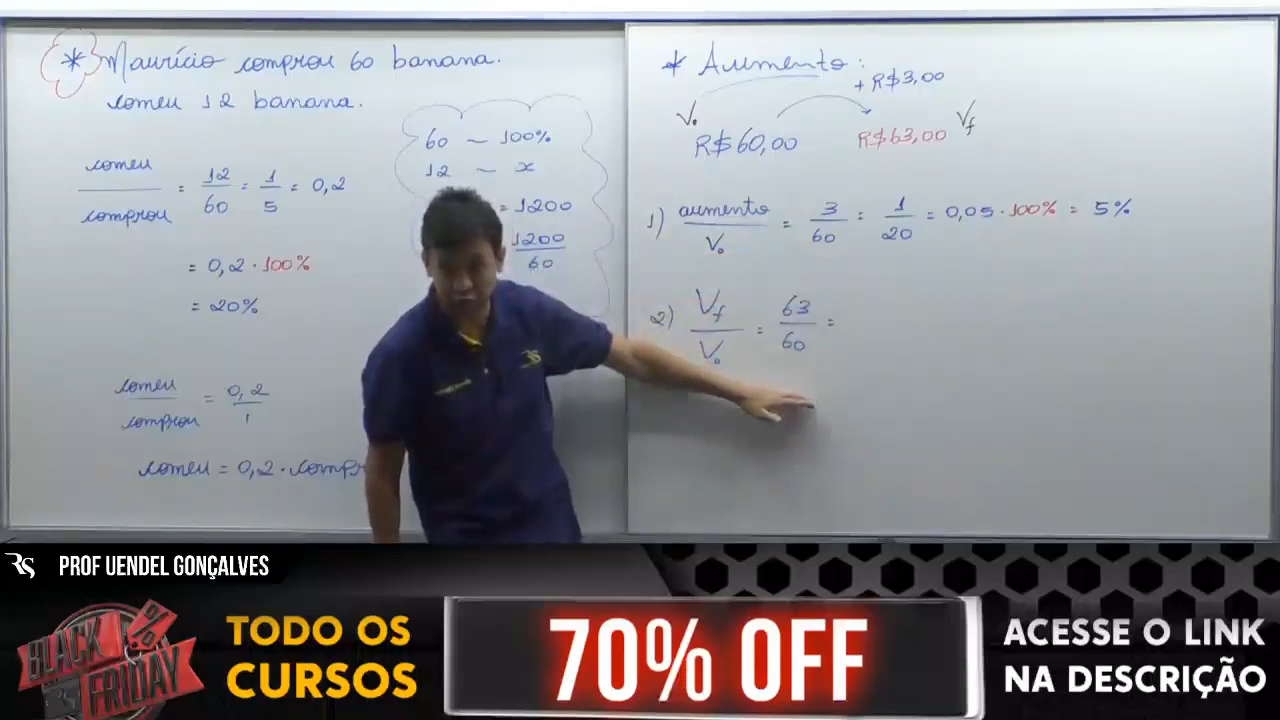 * Maurício comprou 60 banana.
comeu 12 banana.
comeu / comprou = 12/60 = 1/5 = 0,2
= 0,2 · 100%
= 20%
60 ~ 100%
12 ~ x
= 1200
1200/60
comeu / comprou = 0,2/1
comeu = 0,2 ·
* Aumento:
+ R$3,00
V₀ R$60,00 R$63,00 Vf
1) aumento / V₀ = 3/60 = 1/20 = 0,05 · 100% = 5%
2) Vf / V₀ = 63/60 =
RS
RS PROF UENDEL GONÇALVES
BLACK FRIDAY
TODO OS CURSOS
70% OFF
ACESSE O LINK
NA DESCRIÇÃO